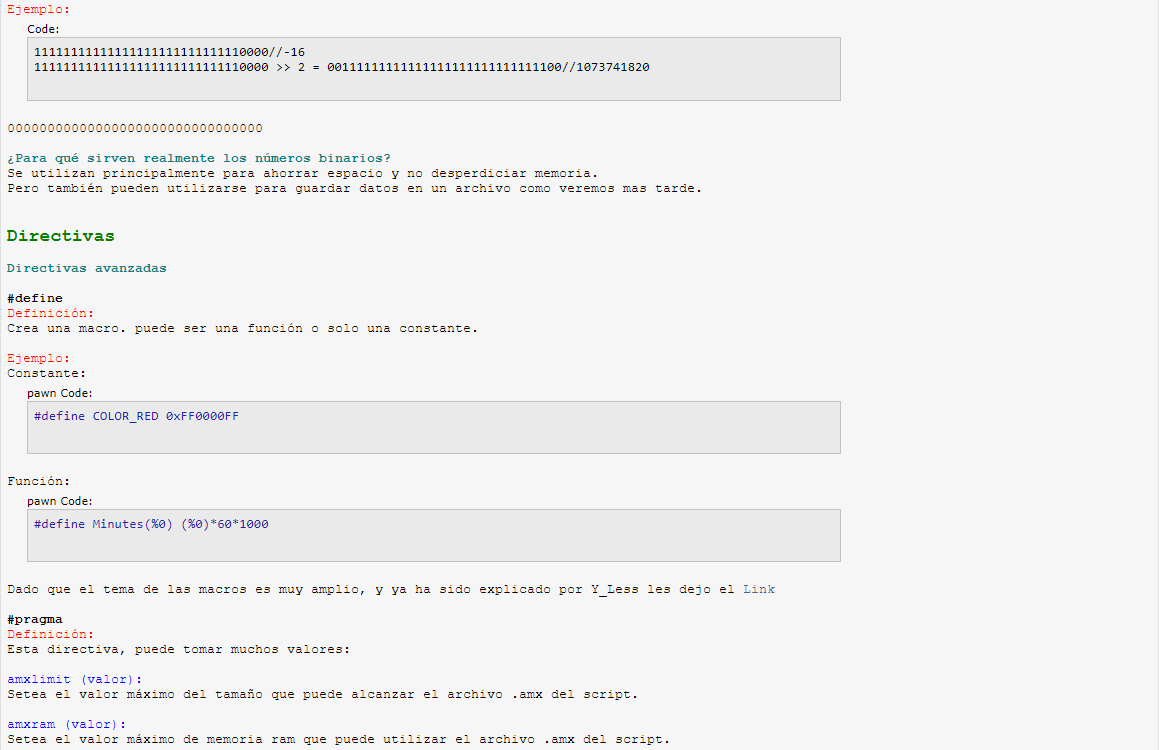 Ejemplo:
Code:
11111111111111111111111111110000//-16
11111111111111111111111111110000 >> 2 = 00111111111111111111111111111100//1073741820
00000000000000000000000000000000
¿Para qué sirven realmente los números binarios?
Se utilizan principalmente para ahorrar espacio y no desperdiciar memoria.
Pero también pueden utilizarse para guardar datos en un archivo como veremos mas tarde.
Directivas
Directivas avanzadas
#define
Definición:
Crea una macro. puede ser una función o solo una constante.
Ejemplo:
Constante:
pawn Code:
#define COLOR_RED 0xFF0000FF
Función:
pawn Code:
#define Minutes(%0) (%0)*60*1000
Dado que el tema de las macros es muy amplio, y ya ha sido explicado por Y_Less les dejo el Link
#pragma
Definición:
Esta directiva, puede tomar muchos valores:
amxlimit (valor):
Setea el valor máximo del tamaño que puede alcanzar el archivo .amx del script.
amxram (valor):
Setea el valor máximo de memoria ram que puede utilizar el archivo .amx del script.